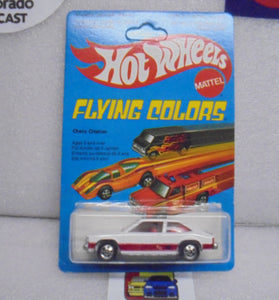 orado
CAST
Hot Wheels
MATTEL
FLYING COLORS
Chevy Citation